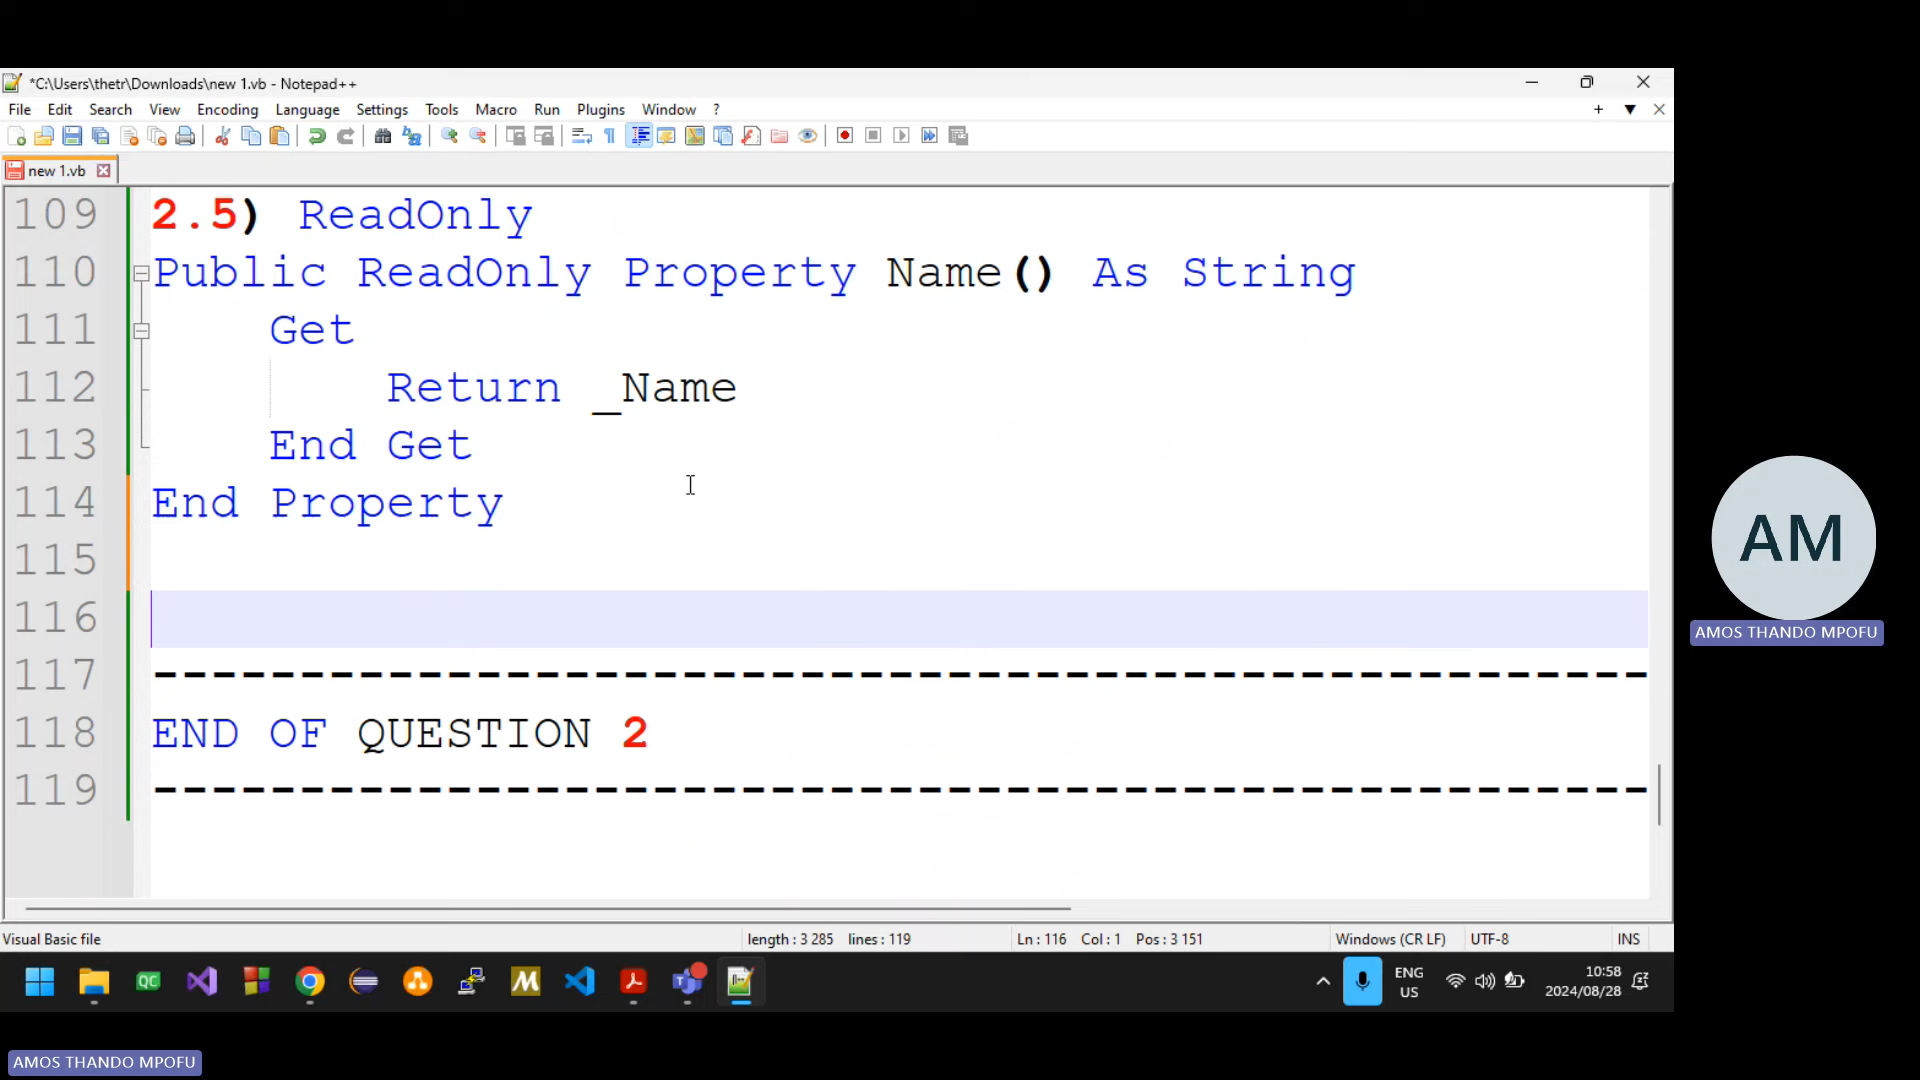 *C:\Users\thetr\Downloads\new 1.vb - Notepad++
File Edit Search View Encoding Language Settings Tools Macro Run Plugins Window ?
new 1.vb
109 2.5) ReadOnly
110 Public ReadOnly Property Name() As String
111 Get
112 Return _Name
113 End Get
114 End Property
115
116
117 ---------------------------------------------------
118 END OF QUESTION 2
119 ---------------------------------------------------
AM
AMOS THANDO MPOFU
Visual Basic file length : 3 285 lines : 119 Ln : 116 Col : 1 Pos : 3 151 Windows (CR LF) UTF-8 INS
QC
M
ENG
US
10:58
2024/08/28
AMOS THANDO MPOFU